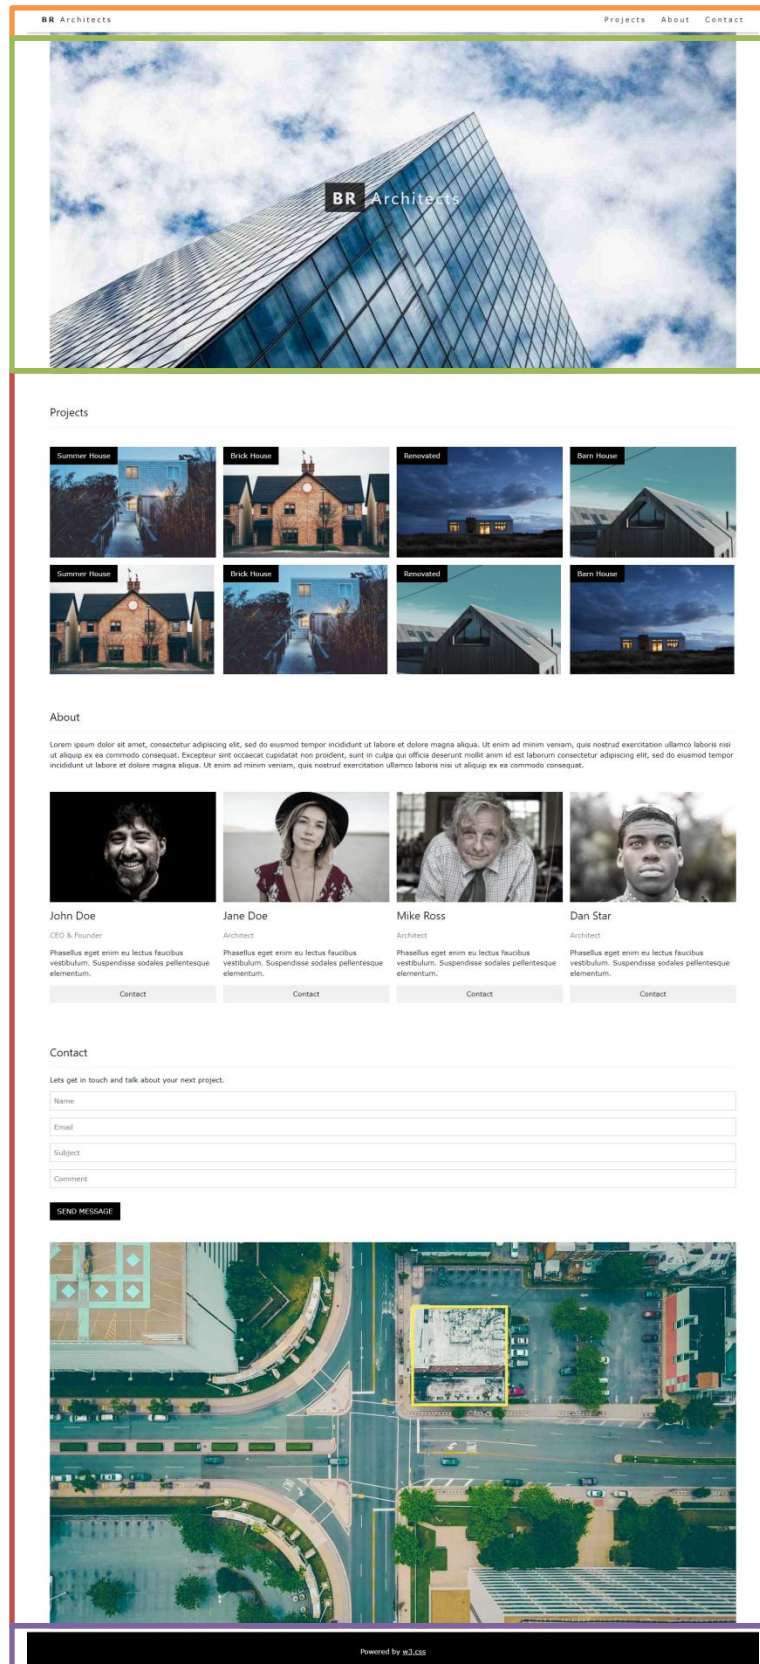 BR Architects
Projects About Contact
BR Architects
Projects
Summer House
Brick House
Renovated
Barn House
Summer House
Brick House
Renovated
Barn House
About
Lorem ipsum dolor sit amet, consectetur adipiscing elit, sed do eiusmod tempor incididunt ut labore et dolore magna aliqua. Ut enim ad minim veniam, quis nostrud exercitation ullamco laboris nisi
ut aliquip ex ea commodo consequat. Excepteur sint occaecat cupidatat non proident, sunt in culpa qui officia deserunt mollit anim id est laborum consectetur adipiscing elit, sed do eiusmod tempor
incididunt ut labore et dolore magna aliqua. Ut enim ad minim veniam, quis nostrud exercitation ullamco laboris nisi ut aliquip ex ea commodo consequat.
John Doe
CEO & Founder
Phasellus eget enim eu lectus faucibus
vestibulum. Suspendisse sodales pellentesque
elementum.
Contact
Jane Doe
Architect
Phasellus eget enim eu lectus faucibus
vestibulum. Suspendisse sodales pellentesque
elementum.
Contact
Mike Ross
Architect
Phasellus eget enim eu lectus faucibus
vestibulum. Suspendisse sodales pellentesque
elementum.
Contact
Dan Star
Architect
Phasellus eget enim eu lectus faucibus
vestibulum. Suspendisse sodales pellentesque
elementum.
Contact
Contact
Lets get in touch and talk about your next project.
Name
Email
Subject
Comment
SEND MESSAGE
Powered by w3.css